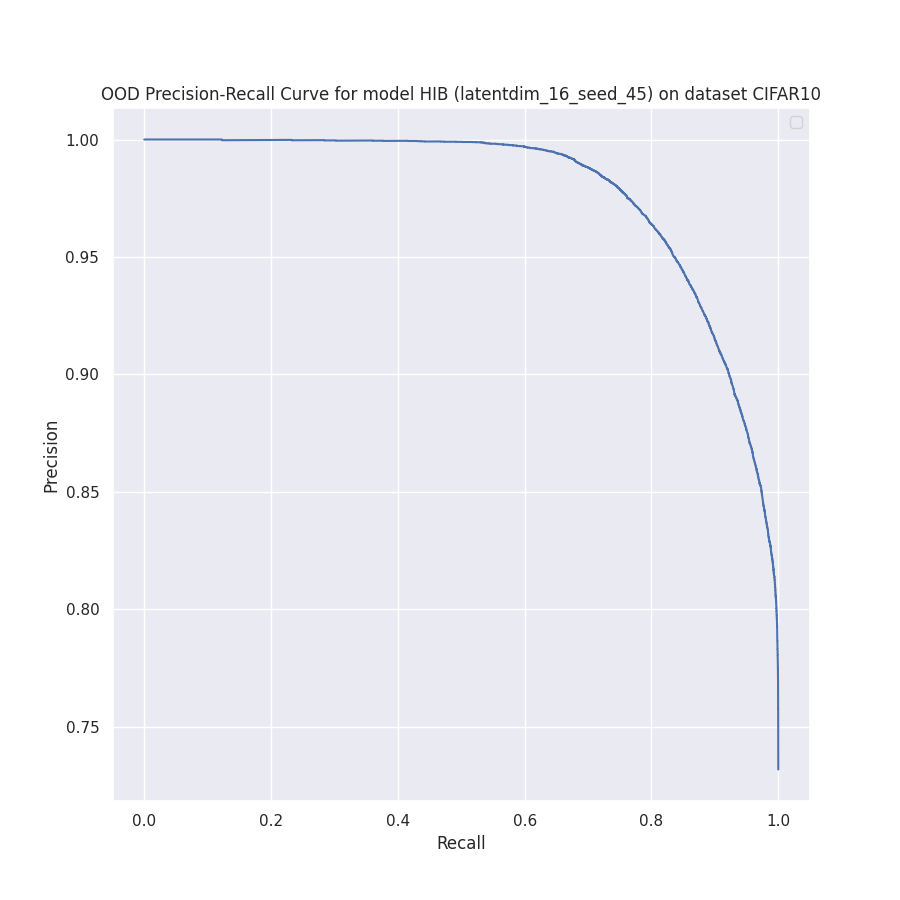 OOD Precision-Recall Curve for model HIB (latentdim_16_seed_45) on dataset CIFAR10
1.00
0.95
0.90
0.85
0.80
0.75
Precision
0.0 0.2 0.4 0.6 0.8 1.0
Recall